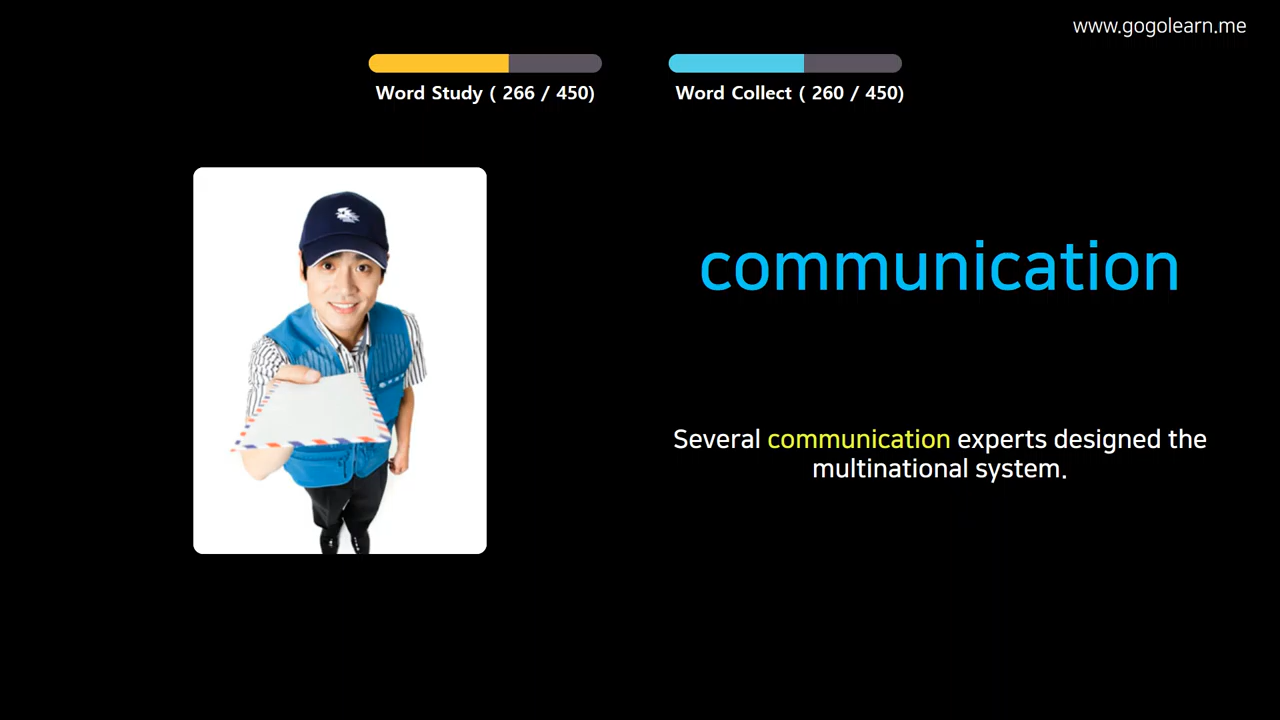 www.gogolearn.me
Word Study ( 266 / 450)
Word Collect ( 260 / 450)
communication
Several communication experts designed the
multinational system.